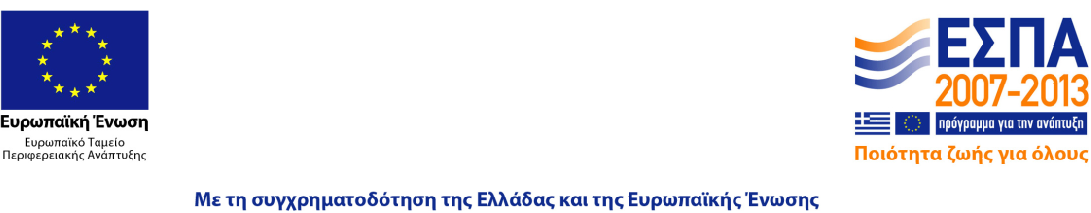 Ευρωπαϊκή Ένωση
Ευρωπαϊκό Ταμείο
Περιφερειακής Ανάπτυξης
ΕΣΠΑ
2007-2013
πρόγραμμα για την ανάπτυξη
Ποιότητα ζωής για όλους
Με τη συγχρηματοδότηση της Ελλάδας και της Ευρωπαϊκής Ένωσης